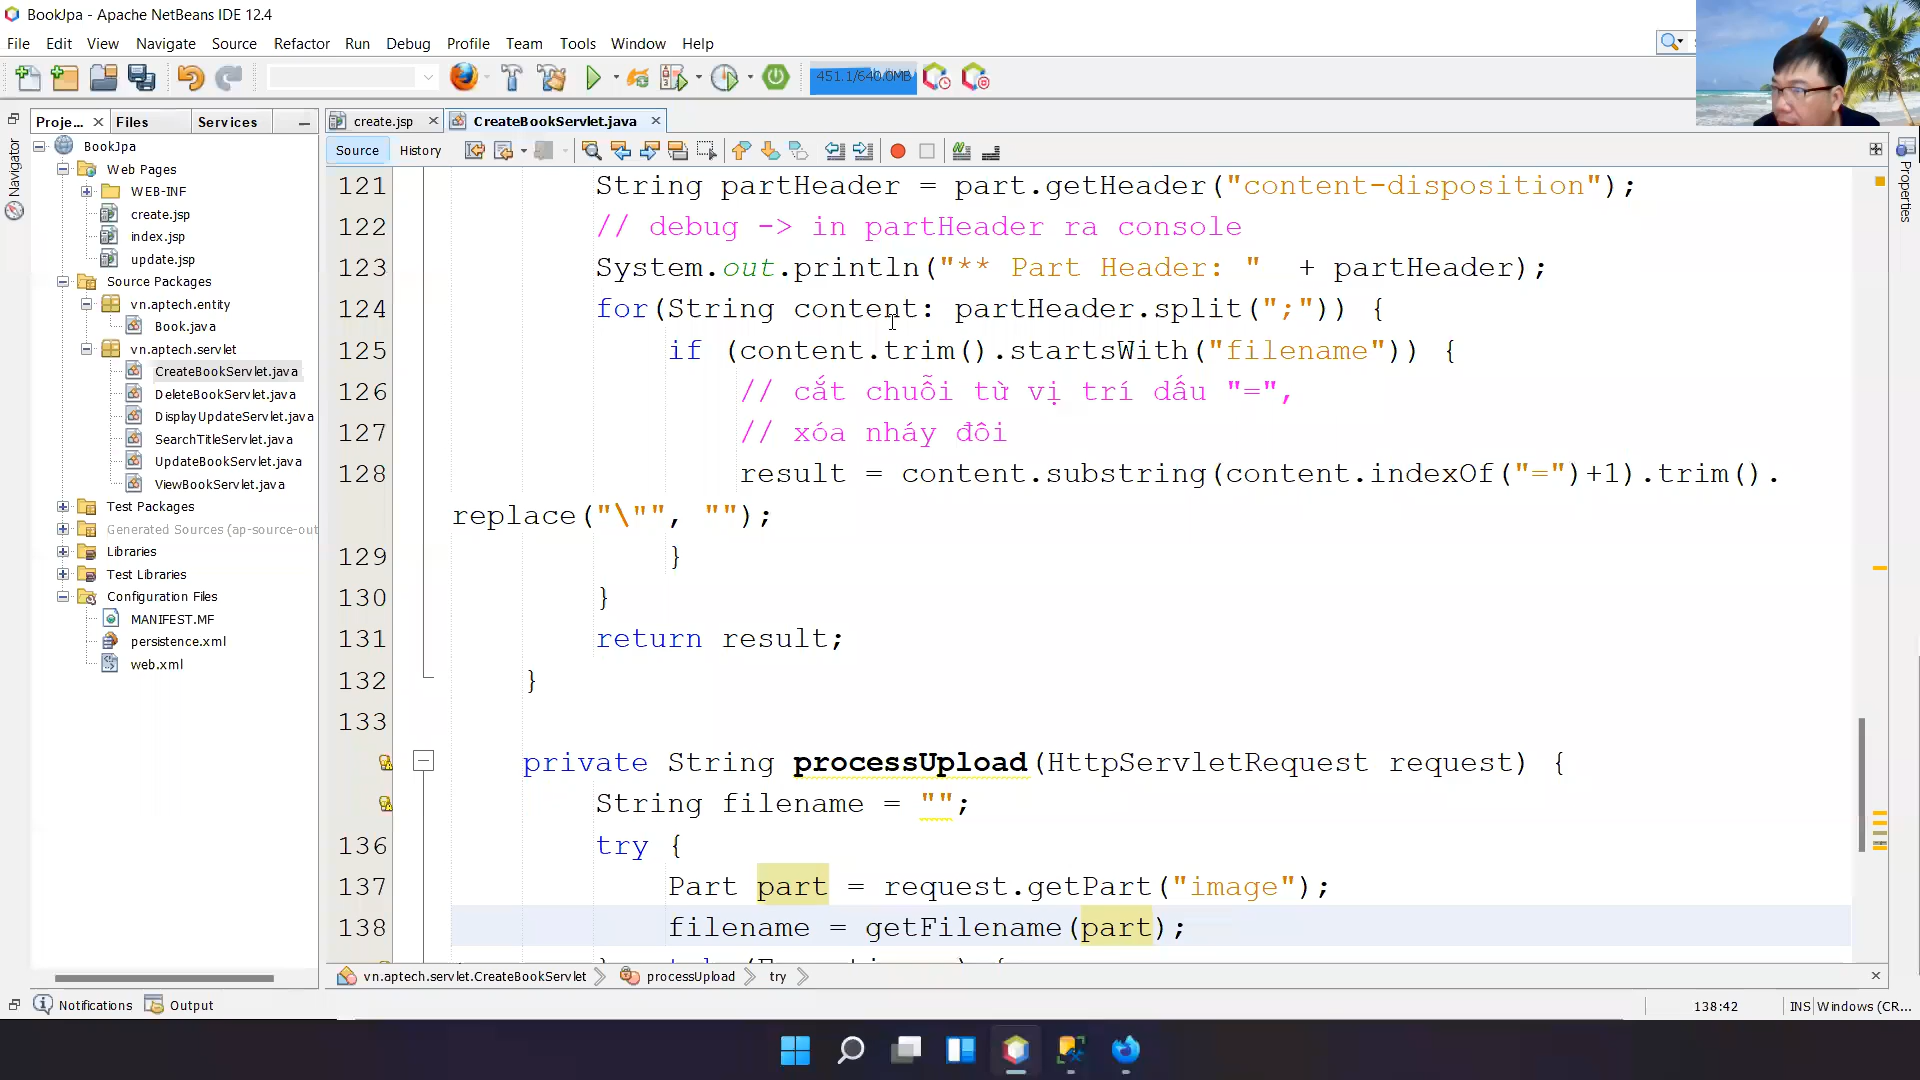 BookJpa - Apache NetBeans IDE 12.4
File Edit View Navigate Source Refactor Run Debug Profile Team Tools Window Help
451.1/640.0MB
Proje... Files Services
create.jsp CreateBookServlet.java
Source History
Navigator
Properties
BookJpa
Web Pages
WEB-INF
create.jsp
index.jsp
update.jsp
Source Packages
vn.aptech.entity
Book.java
vn.aptech.servlet
CreateBookServlet.java
DeleteBookServlet.java
DisplayUpdateServlet.java
SearchTitleServlet.java
UpdateBookServlet.java
ViewBookServlet.java
Test Packages
Generated Sources (ap-source-out
Libraries
Test Libraries
Configuration Files
MANIFEST.MF
persistence.xml
web.xml
121 String partHeader = part.getHeader("content-disposition");
122 // debug -> in partHeader ra console
123 System.out.println("** Part Header: " + partHeader);
124 for(String content: partHeader.split(";")) {
125 if (content.trim().startsWith("filename")) {
126 // cắt chuỗi từ vị trí dấu "=",
127 // xóa nháy đôi
128 result = content.substring(content.indexOf("=")+1).trim().
replace("\"", "");
129 }
130 }
131 return result;
132 }
133
private String processUpload(HttpServletRequest request) {
String filename = "";
136 try {
137 Part part = request.getPart("image");
138 filename = getFilename(part);
vn.aptech.servlet.CreateBookServlet processUpload try
Notifications Output
138:42 INS Windows (CR...